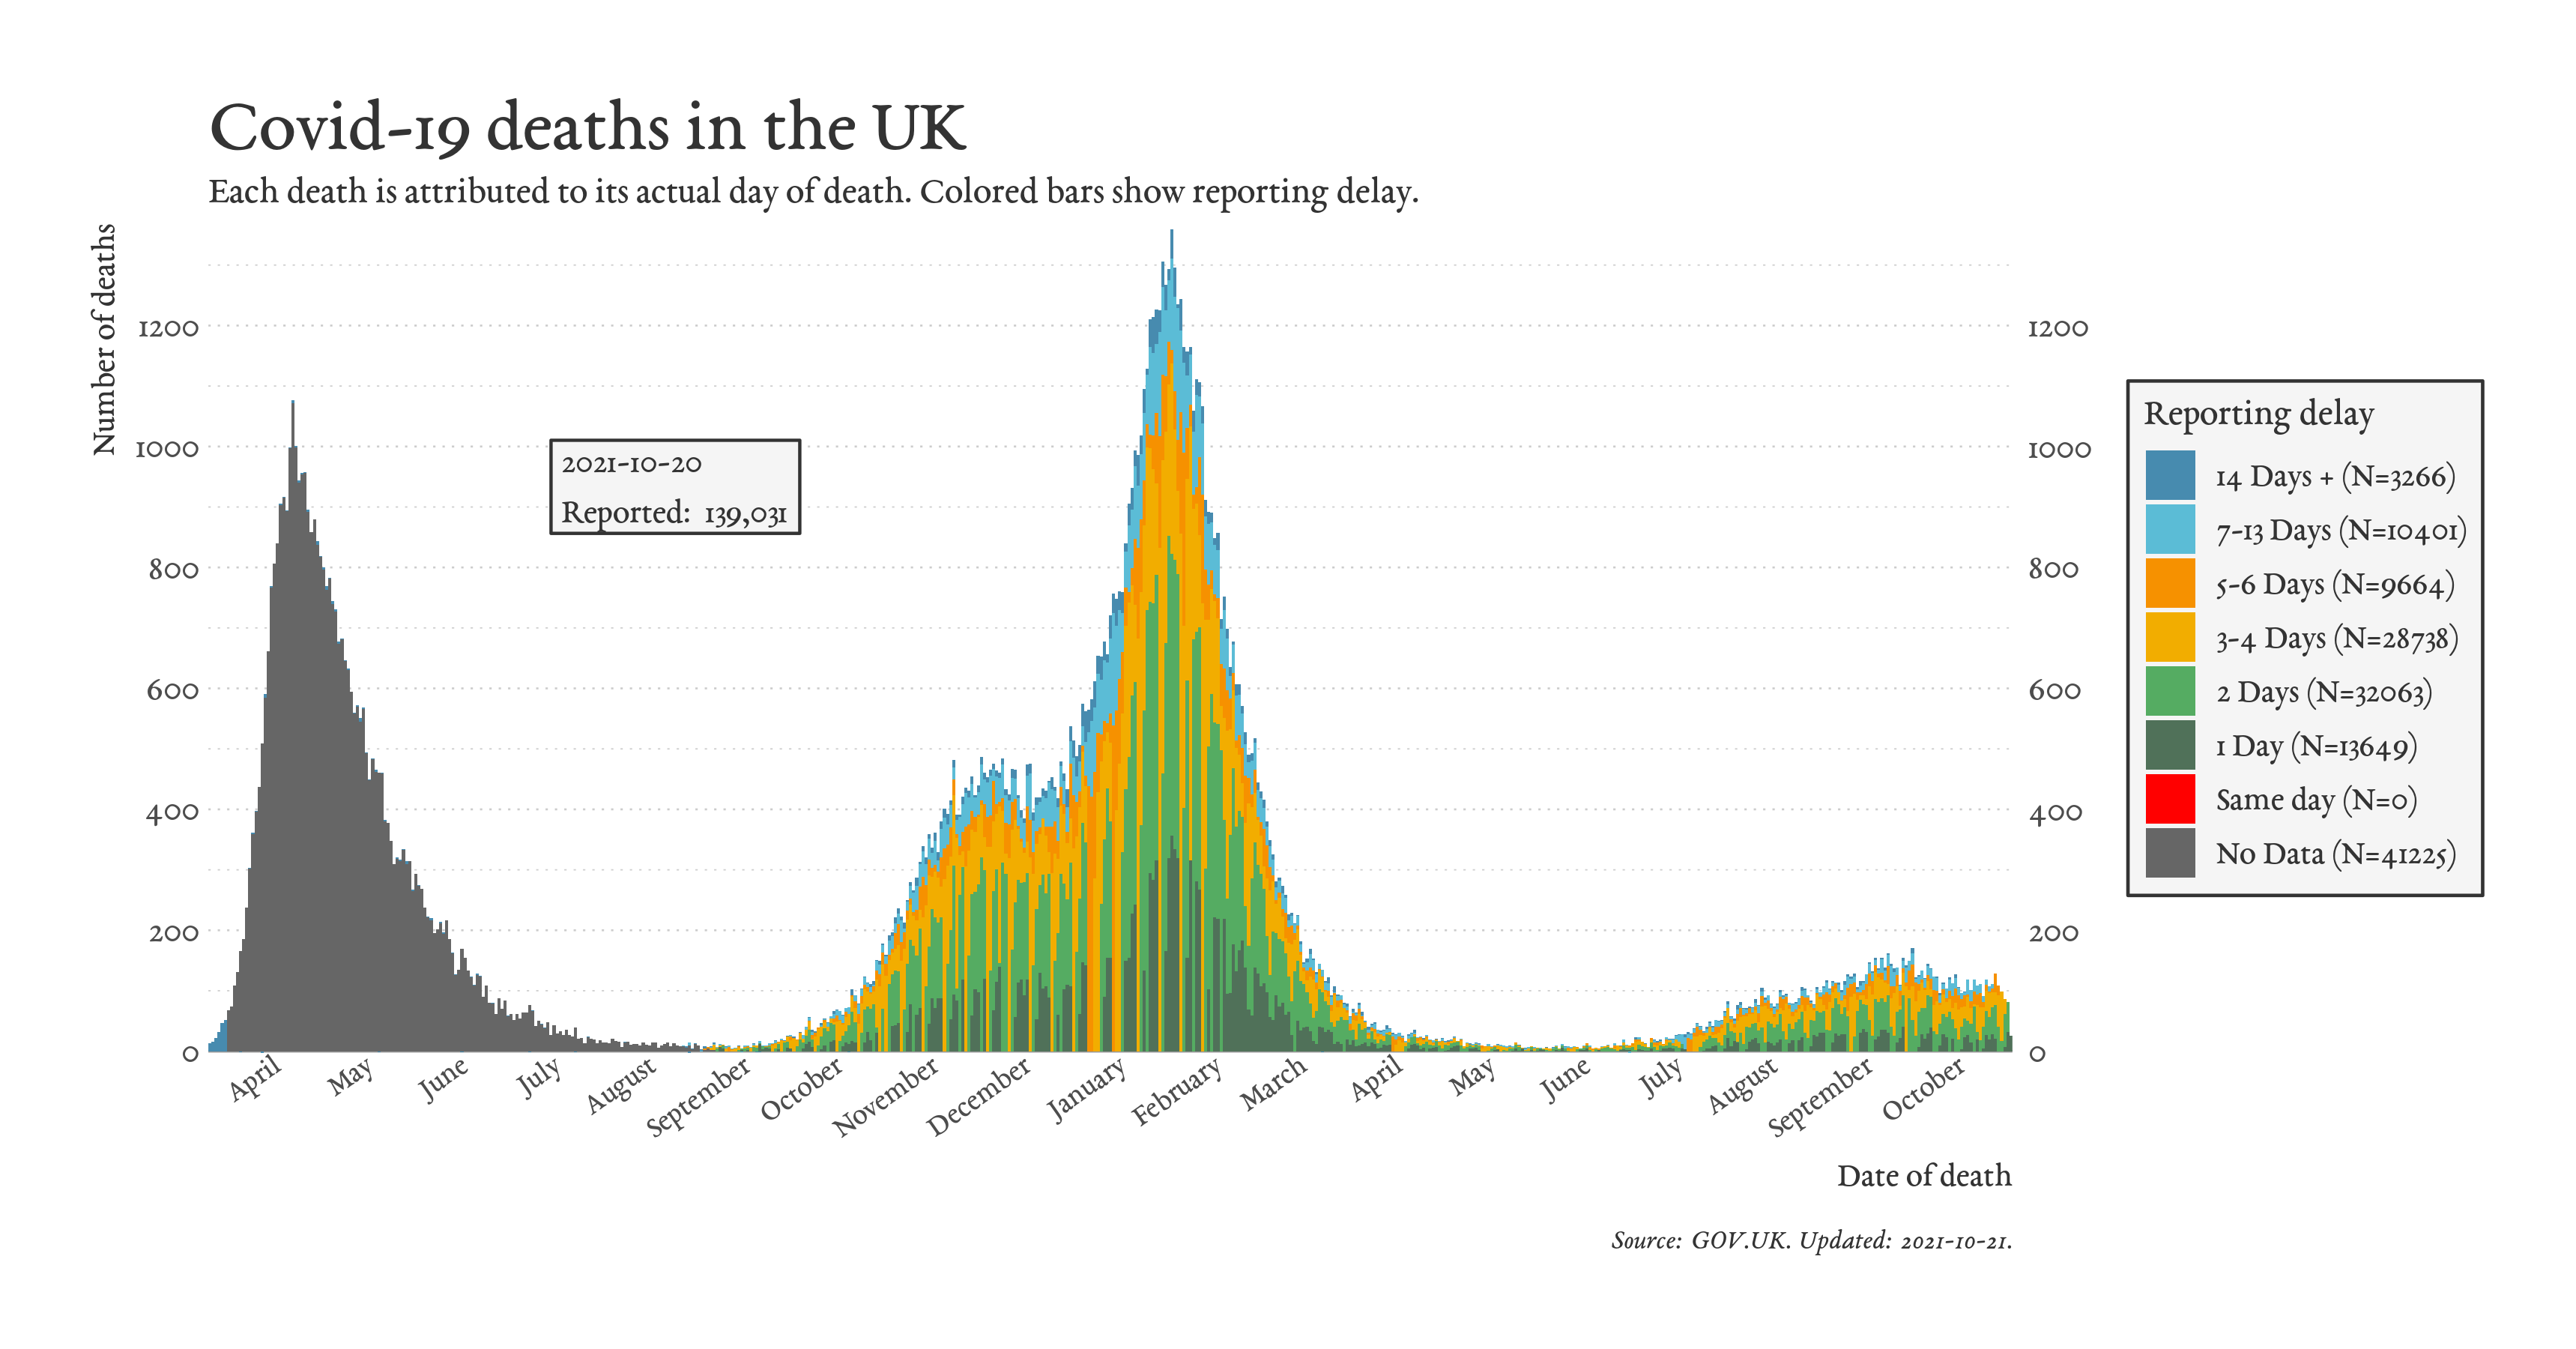 Covid-19 deaths in the UK
Each death is attributed to its actual day of death. Colored bars show reporting delay.
Number of deaths
1200
1000
800
600
400
200
0
2021-10-20
Reported: 139,031
1200
1000
800
600
400
200
0
Reporting delay
14 Days + (N=3266)
7-13 Days (N=10401)
5-6 Days (N=9664)
3-4 Days (N=28738)
2 Days (N=32063)
1 Day (N=13649)
Same day (N=0)
No Data (N=41225)
April
May
June
July
August
September
October
November
December
January
February
March
April
May
June
July
August
September
October
Date of death
Source: GOV.UK. Updated: 2021-10-21.